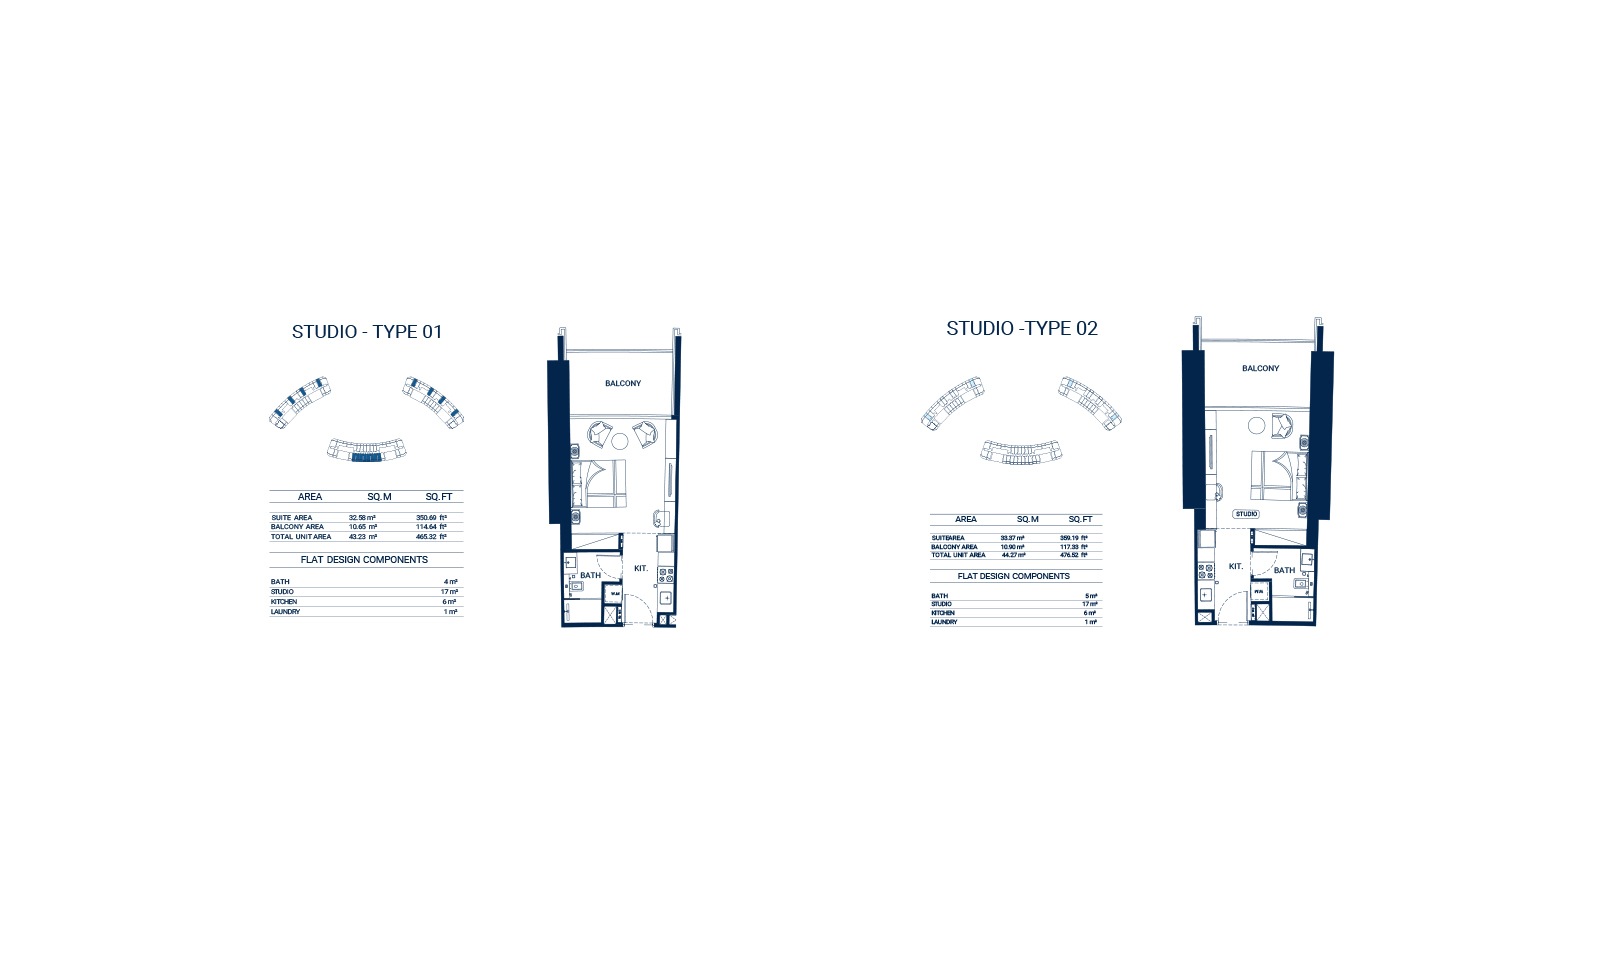 STUDIO - TYPE 01
AREA SQ.M SQ.FT
SUITE AREA 32.58 m² 350.69 ft²
BALCONY AREA 10.65 m² 114.64 ft²
TOTAL UNIT AREA 43.23 m² 465.32 ft²
FLAT DESIGN COMPONENTS
BATH 4 m²
STUDIO 17 m²
KITCHEN 6 m²
LAUNDRY 1 m²
BALCONY
BATH
KIT.
W.M
STUDIO -TYPE 02
AREA SQ.M SQ.FT
SUITEAREA 33.37 m² 359.19 ft²
BALCONY AREA 10.90 m² 117.33 ft²
TOTAL UNIT AREA 44.27 m² 476.52 ft²
FLAT DESIGN COMPONENTS
BATH 5 m²
STUDIO 17 m²
KITCHEN 6 m²
LAUNDRY 1 m²
BALCONY
STUDIO
KIT.
BATH